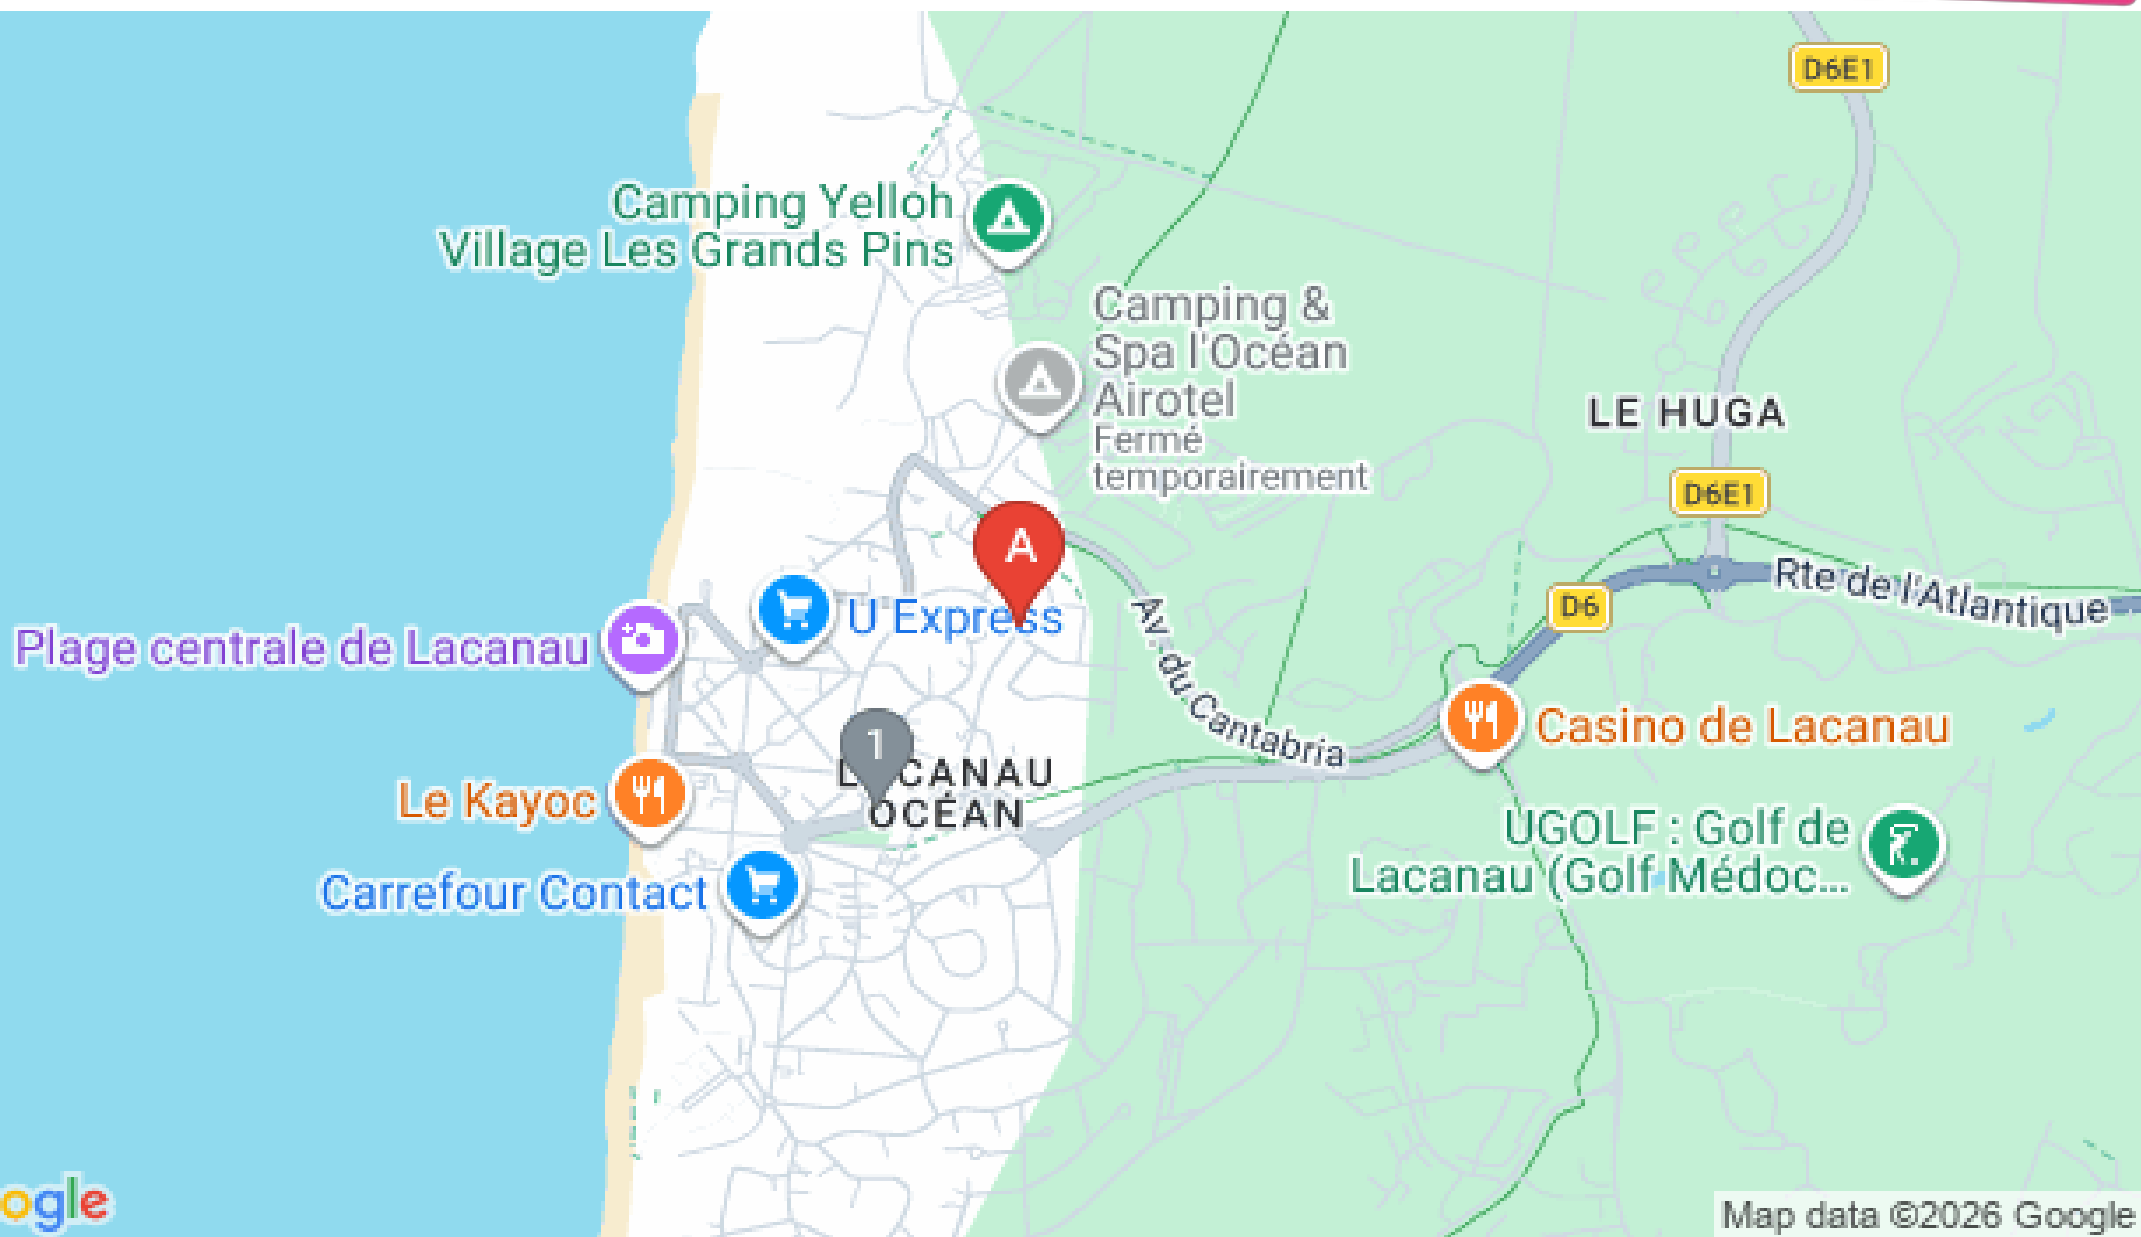 D6E1
Camping Yelloh
Village Les Grands Pins
Camping &
Spa l'Océan
Airotel
Fermé
temporairement
LE HUGA
D6E1
A
Rte de l'Atlantique
D6
U Express
Plage centrale de Lacanau
Av. du Cantabria
Casino de Lacanau
1
LACANAU
OCÉAN
Le Kayoc
UGOLF : Golf de
Lacanau (Golf Médoc...
Carrefour Contact
ogle
Map data ©2026 Google